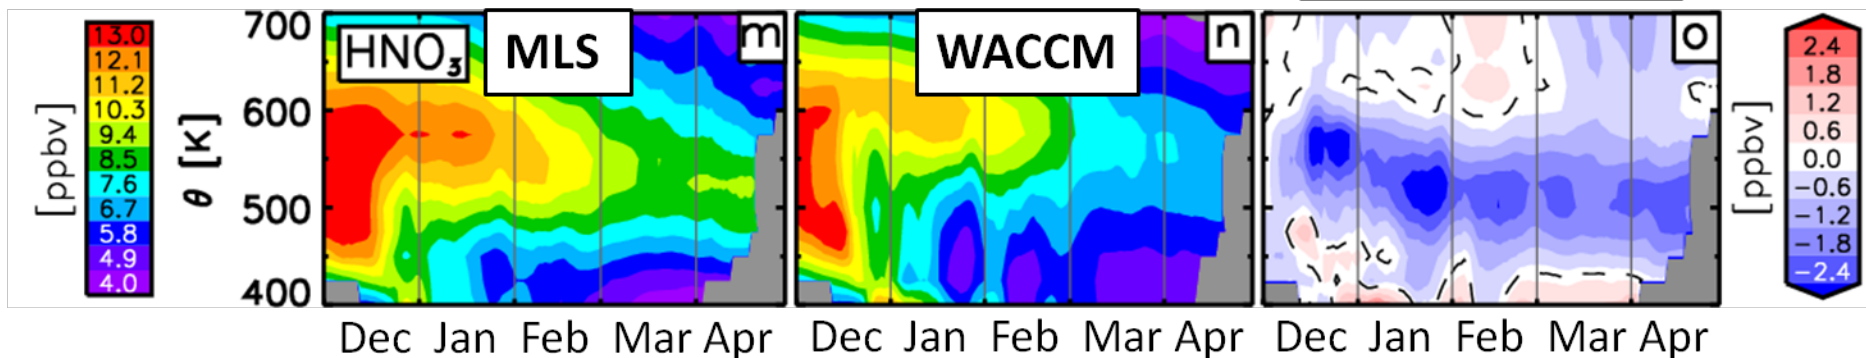 [ppbv]
13.0
12.1
11.2
10.3
9.4
8.5
7.6
6.7
5.8
4.9
4.0
θ [K]
700
600
500
400
HNO₃
MLS
m
Dec Jan Feb Mar Apr
WACCM
n
Dec Jan Feb Mar Apr
o
Dec Jan Feb Mar Apr
[ppbv]
2.4
1.8
1.2
0.6
0.0
−0.6
−1.2
−1.8
−2.4